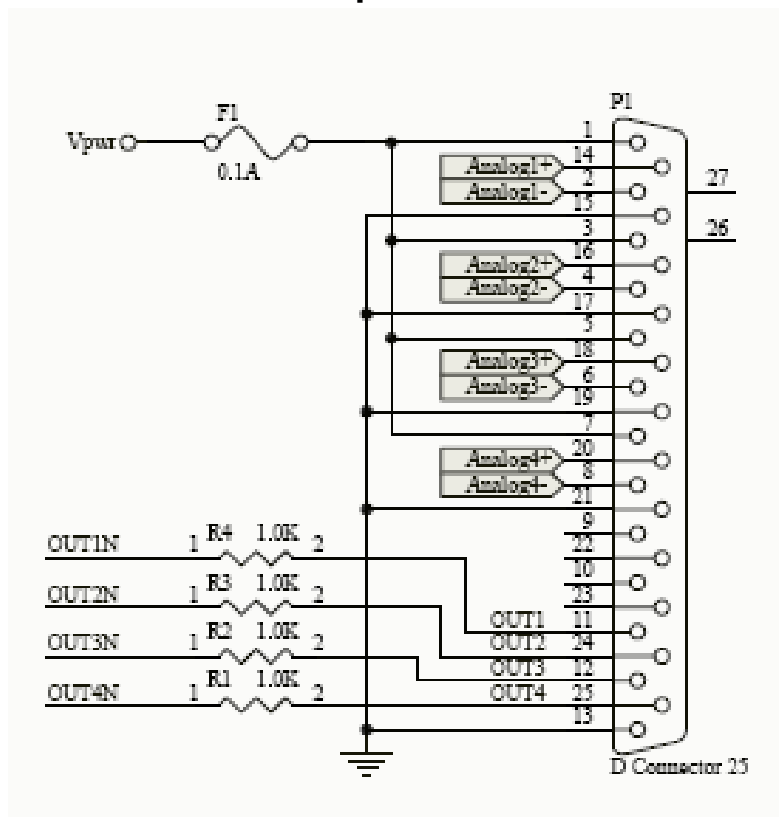 P1
F1
Vpwr
0.1A
1
14
Analog1+
2
Analog1-
15
27
3
26
16
Analog2+
4
Analog2-
17
5
18
Analog3+
6
Analog3-
19
7
20
Analog4+
8
Analog4-
21
9
OUT1N 1 R4 1.0K 2
22
10
OUT2N 1 R3 1.0K 2
23
OUT1 11
OUT3N 1 R2 1.0K 2
OUT2 24
OUT3 12
OUT4N 1 R1 1.0K 2
OUT4 25
13
D Connector 25